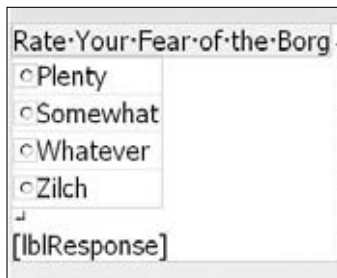 Rate·Your·Fear·of·the·Borg
Plenty
Somewhat
Whatever
Zilch
[lblResponse]